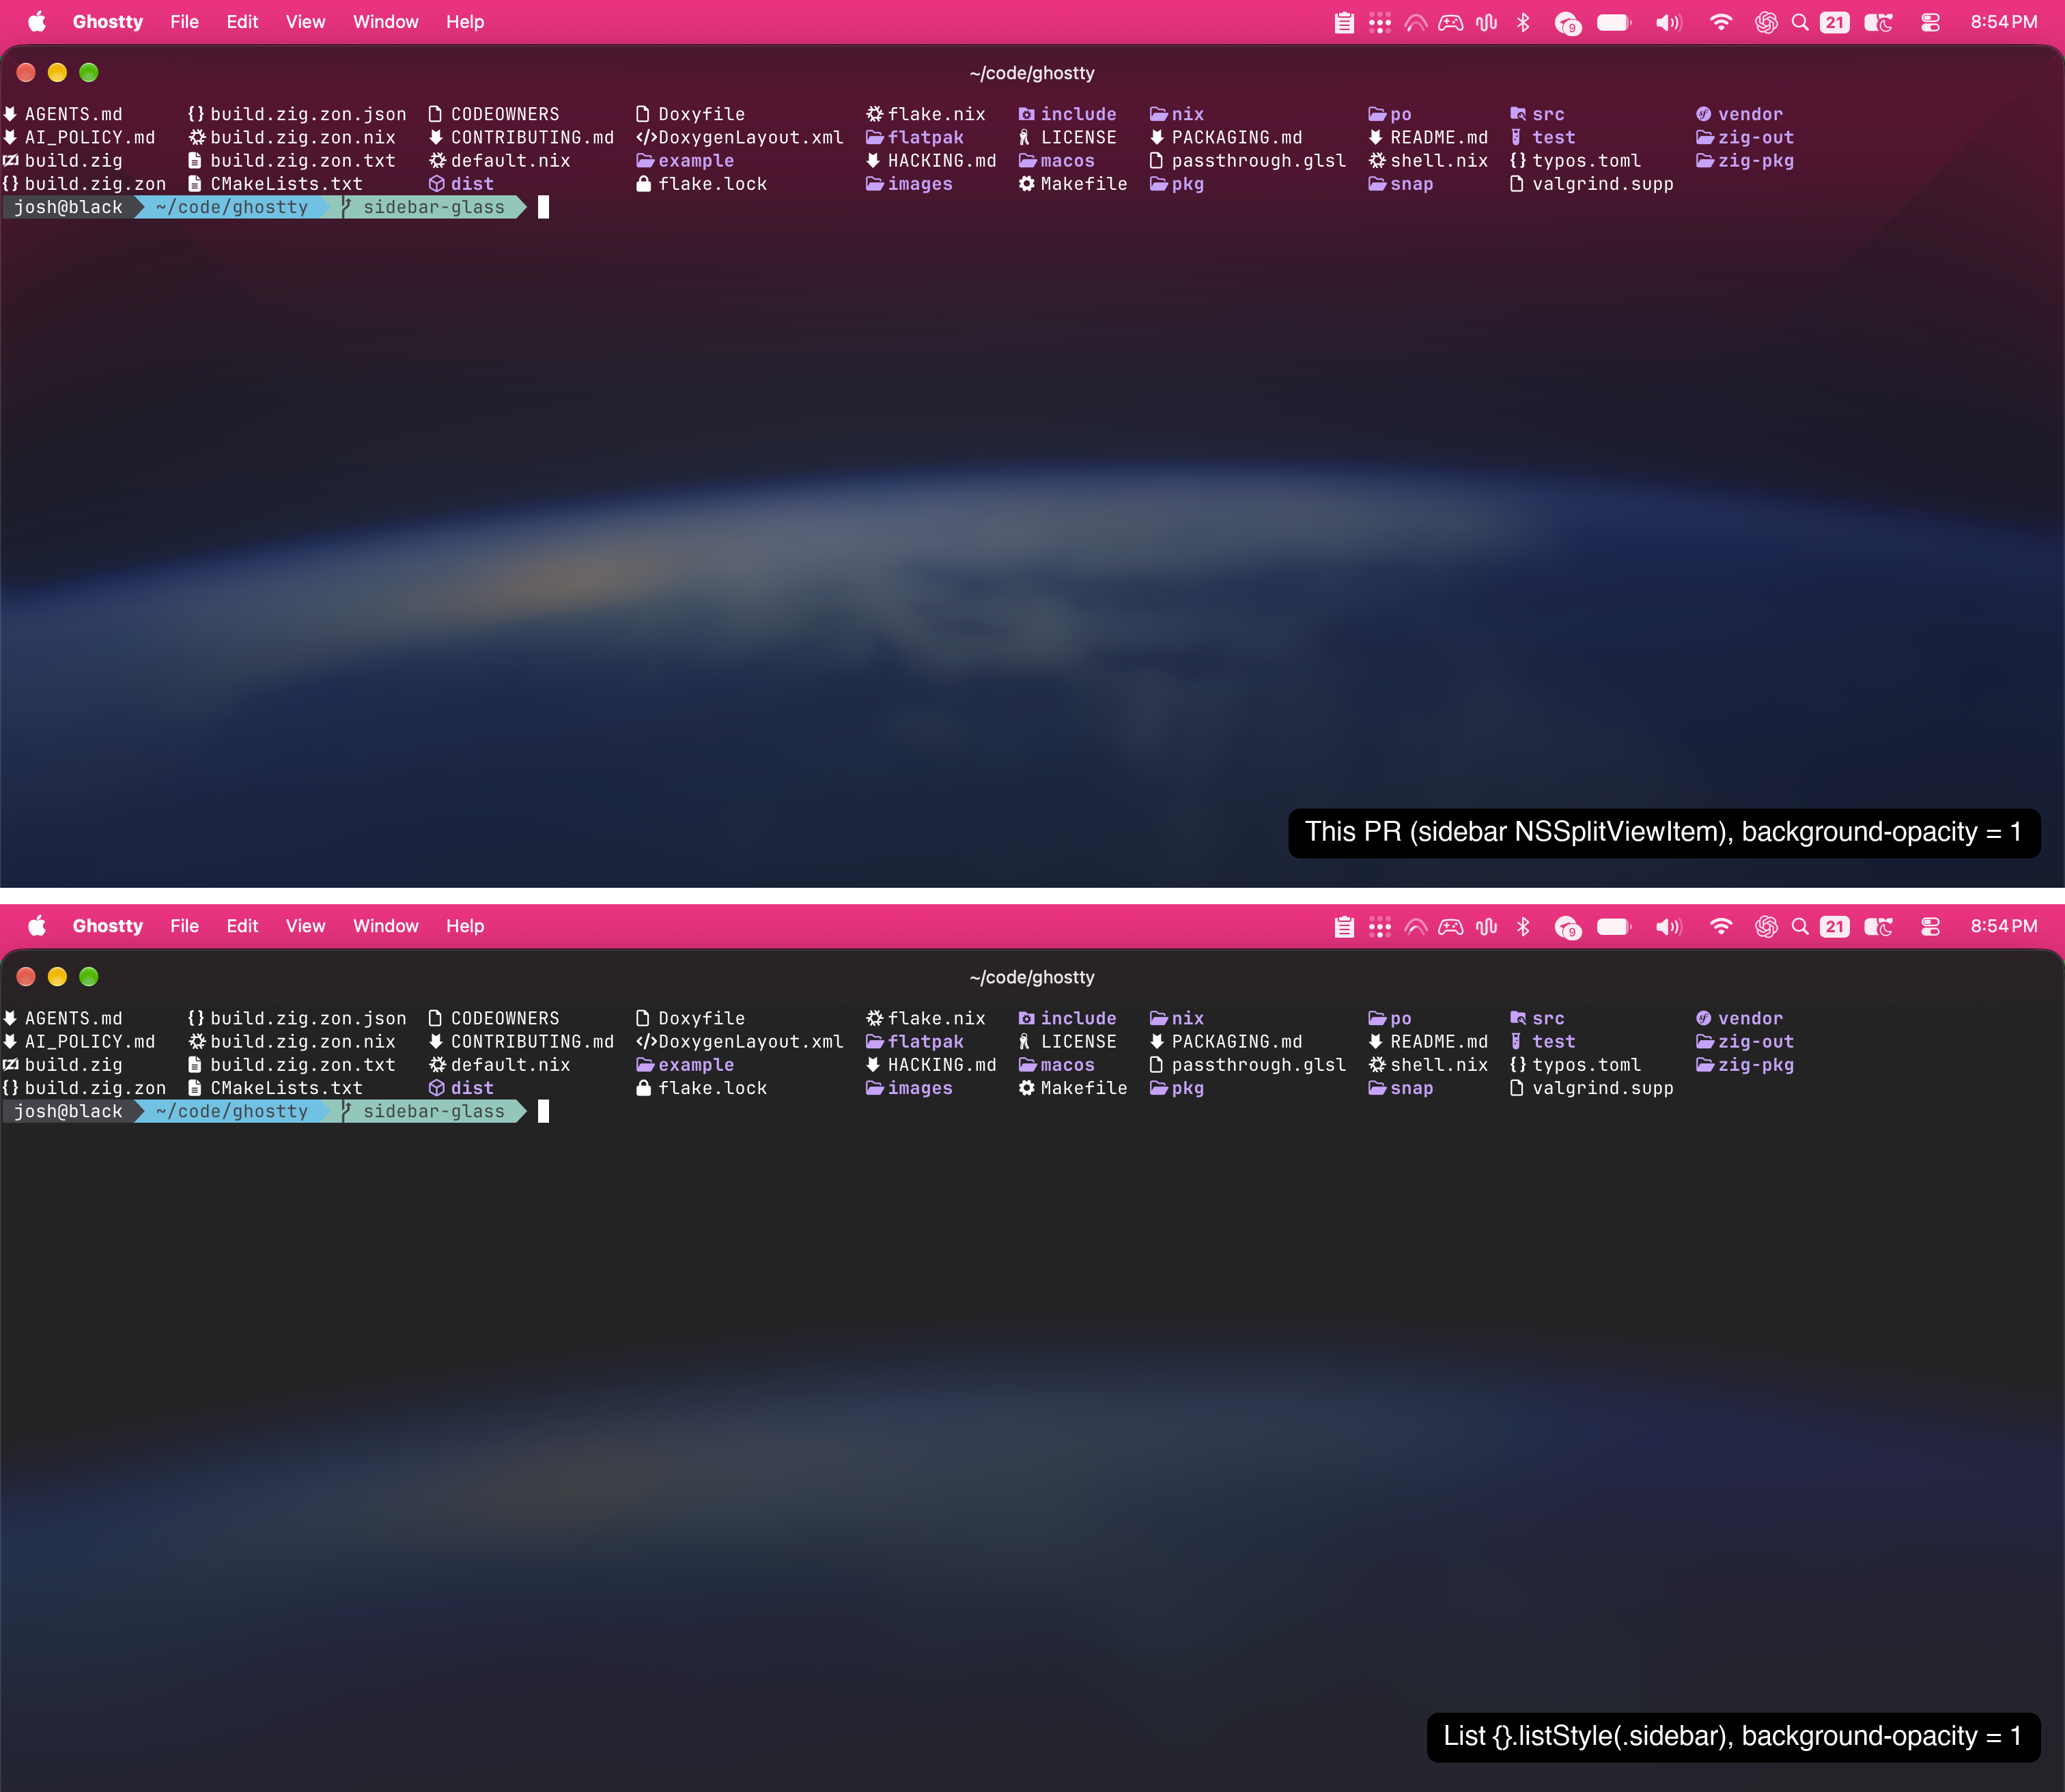 Ghostty File Edit View Window Help 9 21 8:54 PM
~/code/ghostty
AGENTS.md build.zig.zon.json CODEOWNERS Doxyfile flake.nix include nix po src vendor
AI_POLICY.md build.zig.zon.nix CONTRIBUTING.md DoxygenLayout.xml flatpak LICENSE PACKAGING.md README.md test zig-out
build.zig build.zig.zon.txt default.nix example HACKING.md macos passthrough.glsl shell.nix typos.toml zig-pkg
build.zig.zon CMakeLists.txt dist flake.lock images Makefile pkg snap valgrind.supp
josh@black ~/code/ghostty sidebar-glass
This PR (sidebar NSSplitViewItem), background-opacity = 1
Ghostty File Edit View Window Help 9 21 8:54 PM
~/code/ghostty
AGENTS.md build.zig.zon.json CODEOWNERS Doxyfile flake.nix include nix po src vendor
AI_POLICY.md build.zig.zon.nix CONTRIBUTING.md DoxygenLayout.xml flatpak LICENSE PACKAGING.md README.md test zig-out
build.zig build.zig.zon.txt default.nix example HACKING.md macos passthrough.glsl shell.nix typos.toml zig-pkg
build.zig.zon CMakeLists.txt dist flake.lock images Makefile pkg snap valgrind.supp
josh@black ~/code/ghostty sidebar-glass
List {}.listStyle(.sidebar), background-opacity = 1